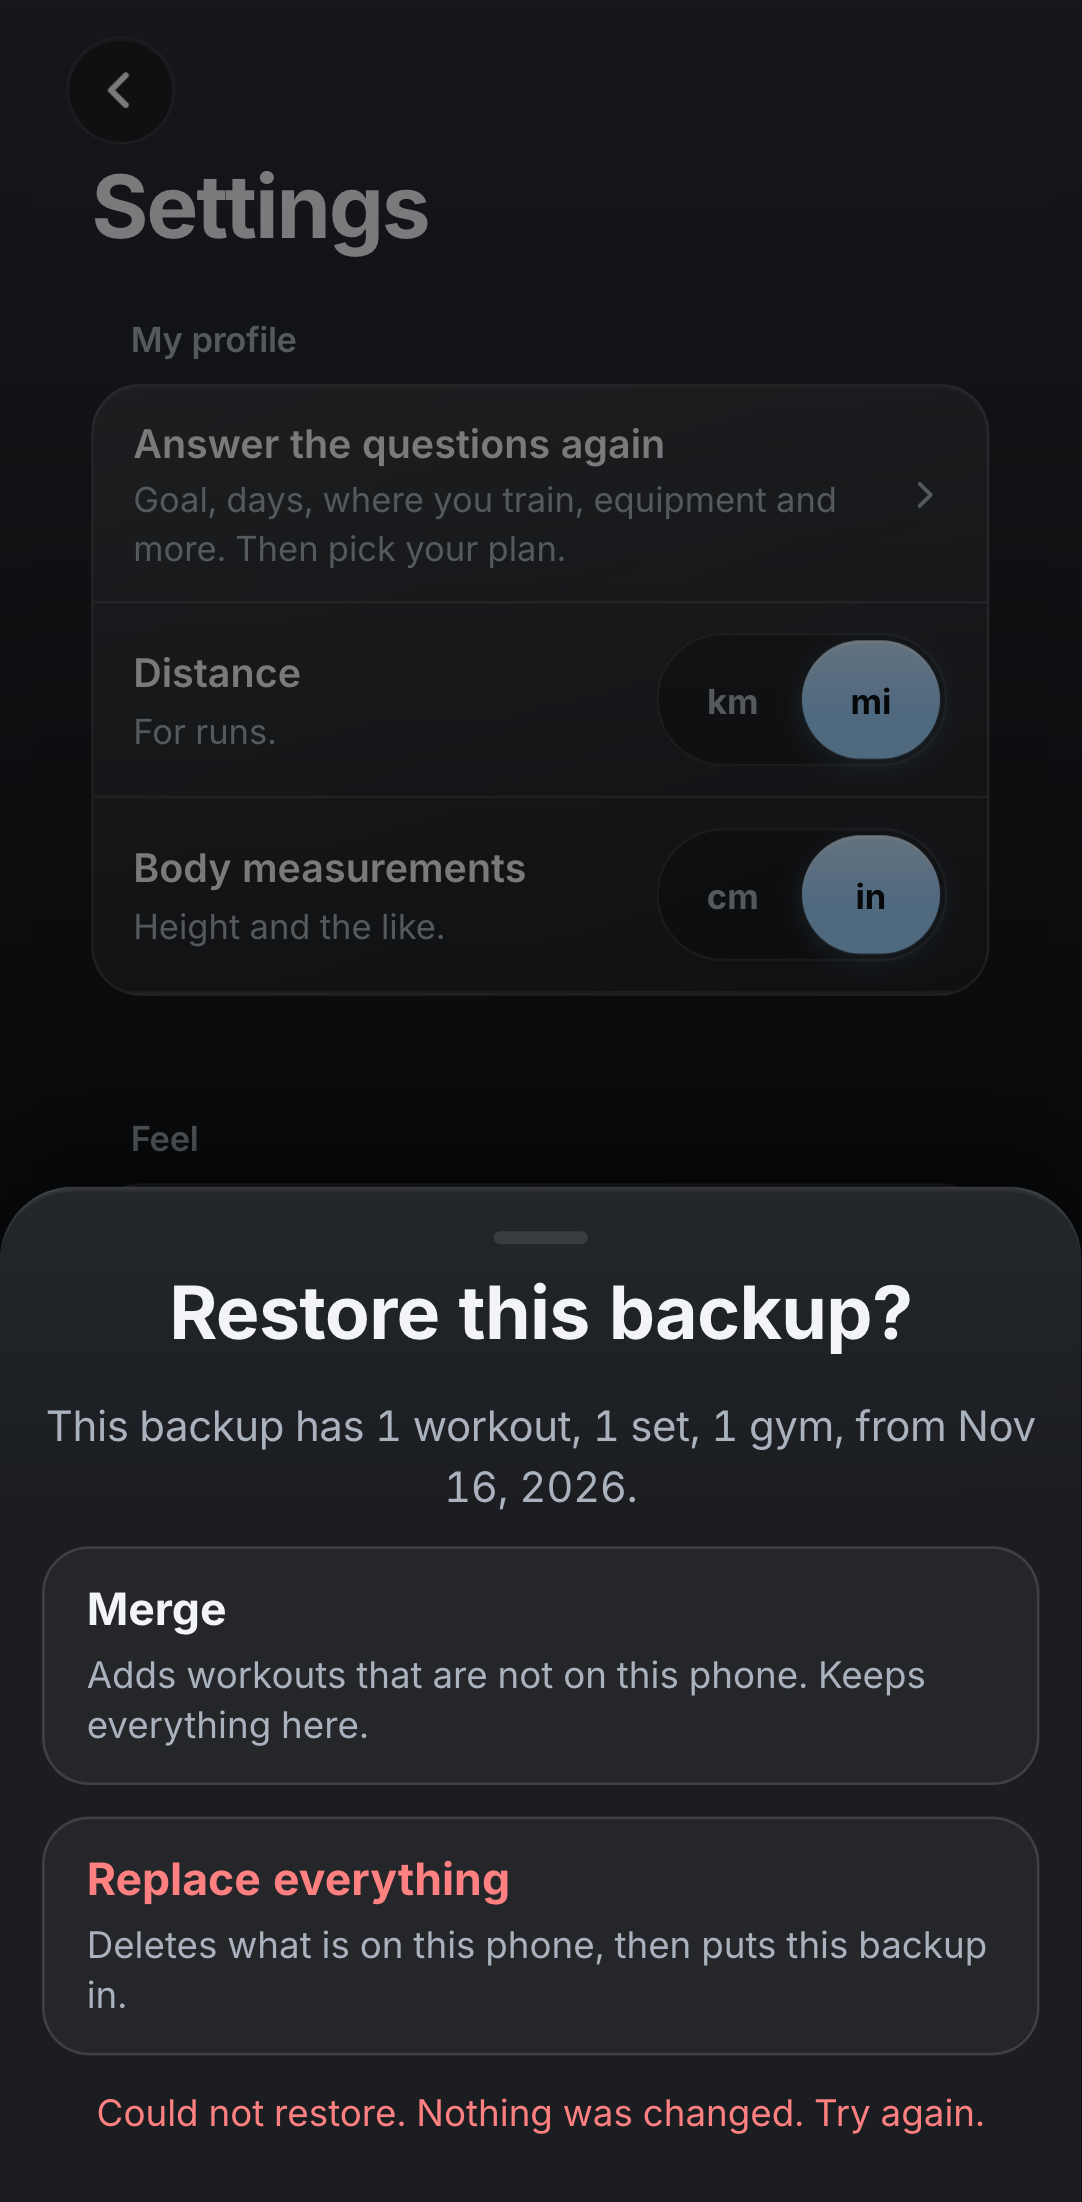 Settings
My profile
Answer the questions again
Goal, days, where you train, equipment and
more. Then pick your plan.
Distance
For runs.
km
mi
Body measurements
Height and the like.
cm
in
Feel
Restore this backup?
This backup has 1 workout, 1 set, 1 gym, from Nov
16, 2026.
Merge
Adds workouts that are not on this phone. Keeps
everything here.
Replace everything
Deletes what is on this phone, then puts this backup
in.
Could not restore. Nothing was changed. Try again.